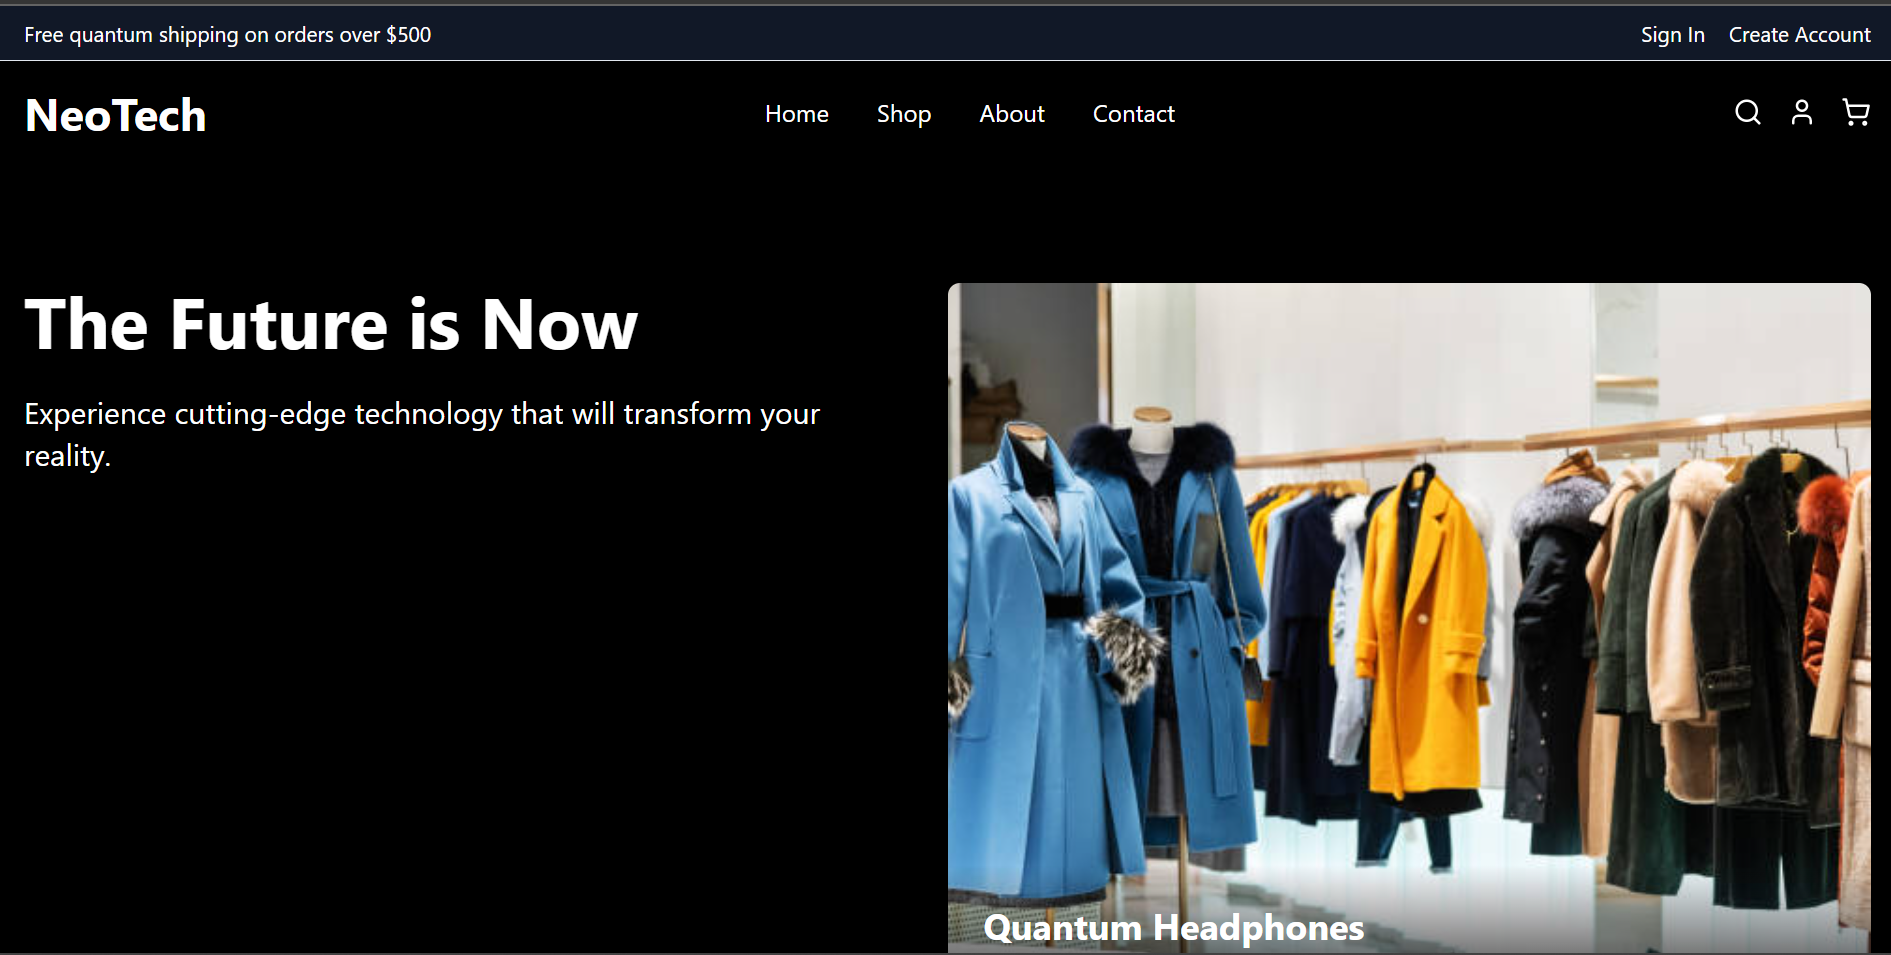 Free quantum shipping on orders over $500
Sign In
Create Account
NeoTech
Home
Shop
About
Contact
The Future is Now
Experience cutting-edge technology that will transform your
reality.
Quantum Headphones